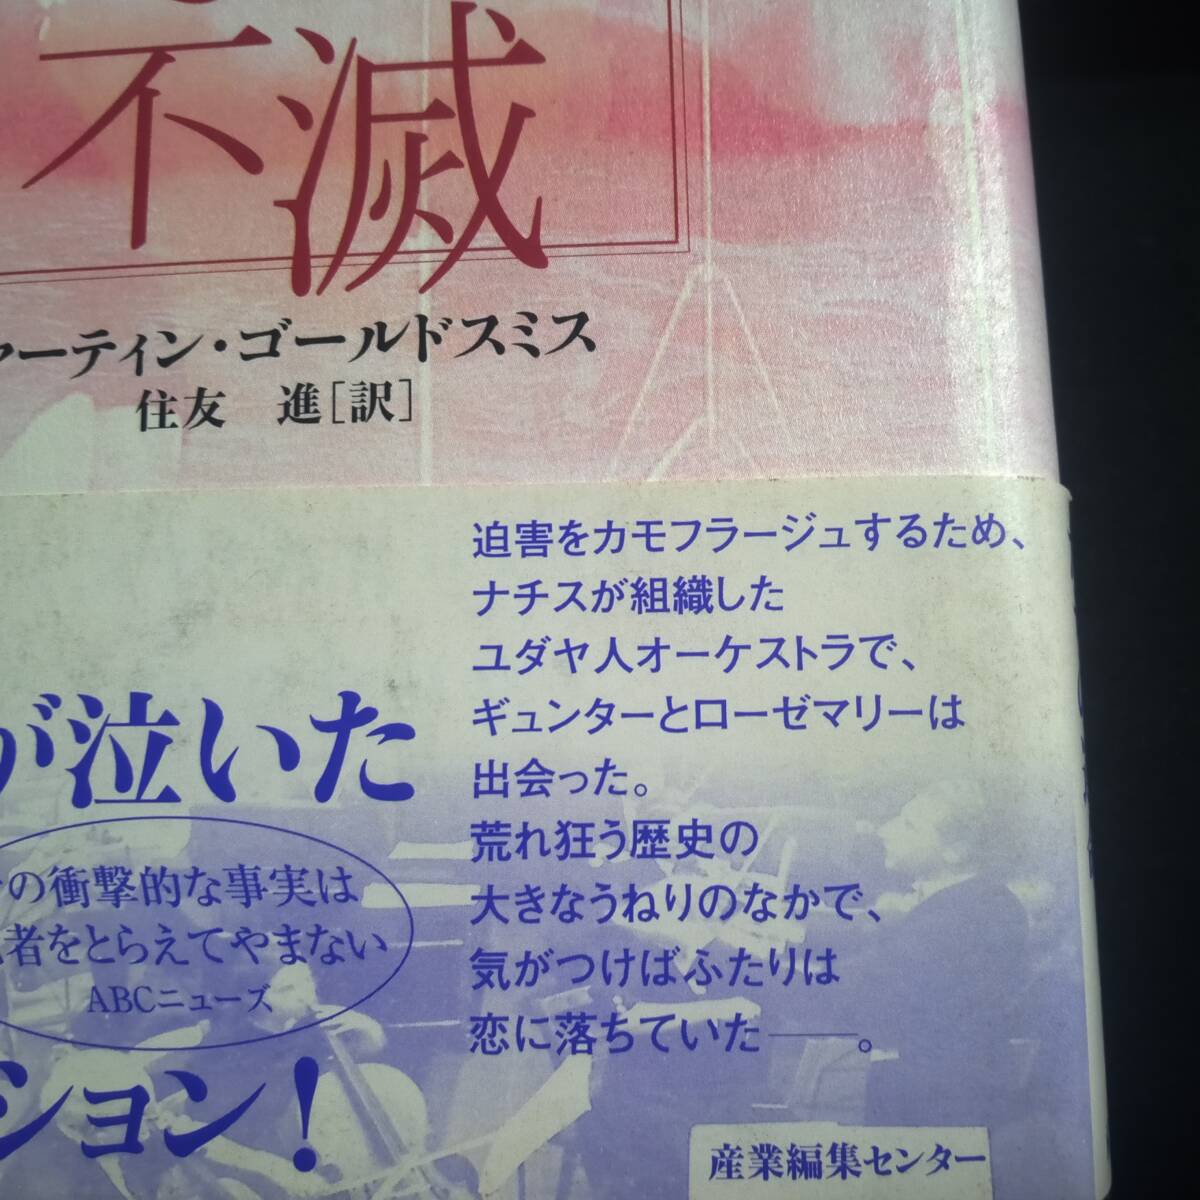 不滅
ーティン・ゴールドスミス
住友 進[訳]
迫害をカモフラージュするため、
ナチスが組織した
ユダヤ人オーケストラで、
ギュンターとローゼマリーは
出会った。
荒れ狂う歴史の
大きなうねりのなかで、
気がつけばふたりは
恋に落ちていた――。
が泣いた
の衝撃的な事実は
者をとらえてやまない
ABCニューズ
ション!
産業編集センター